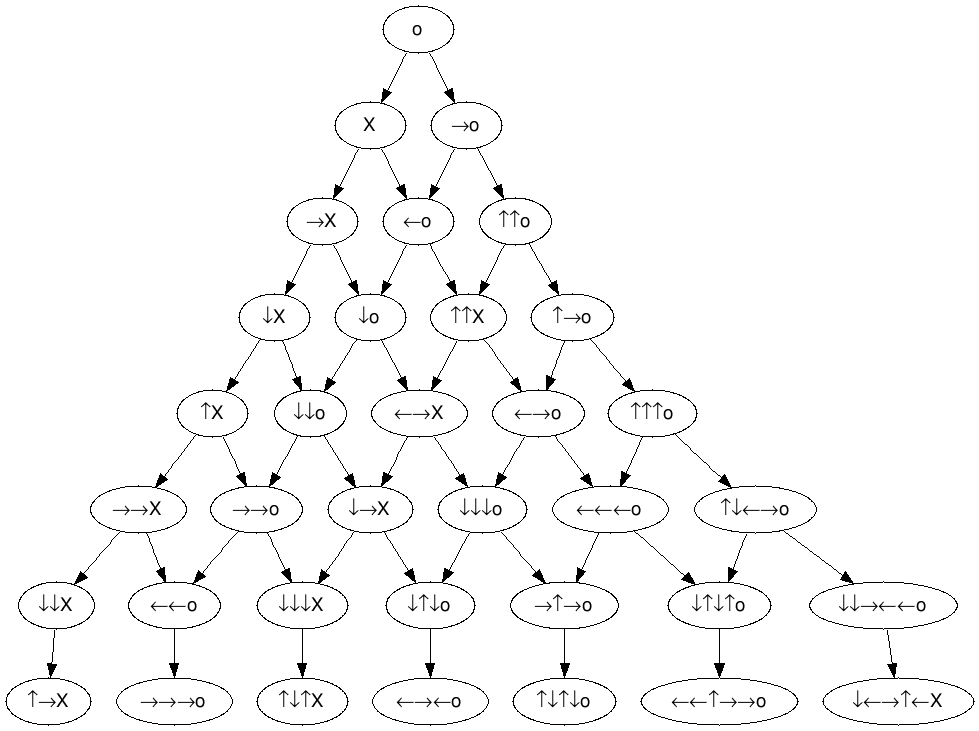 o
X →o
→X ←o ↑↑o
↓X ↓o ↑↑X ↑→o
↑X ↓↓o ←→X ←→o ↑↑↑o
→→X →→o ↓→X ↓↓↓o ←←←o ↑↓←→o
↓↓X ←←o ↓↓↓X ↓↑↓o →↑→o ↓↑↓↑o ↓↓→←←o
↑→X →→→o ↑↓↑X ←→←o ↑↓↑↓o ←←↑→→o ↓←→↑←X